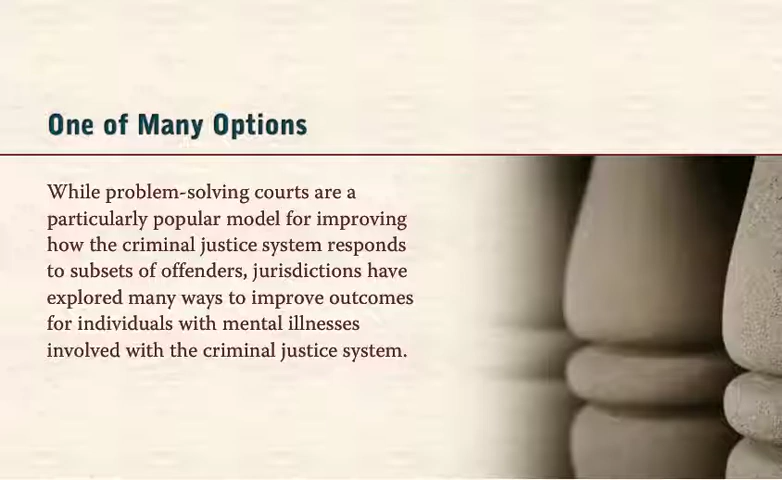 One of Many Options
While problem-solving courts are a
particularly popular model for improving
how the criminal justice system responds
to subsets of offenders, jurisdictions have
explored many ways to improve outcomes
for individuals with mental illnesses
involved with the criminal justice system.